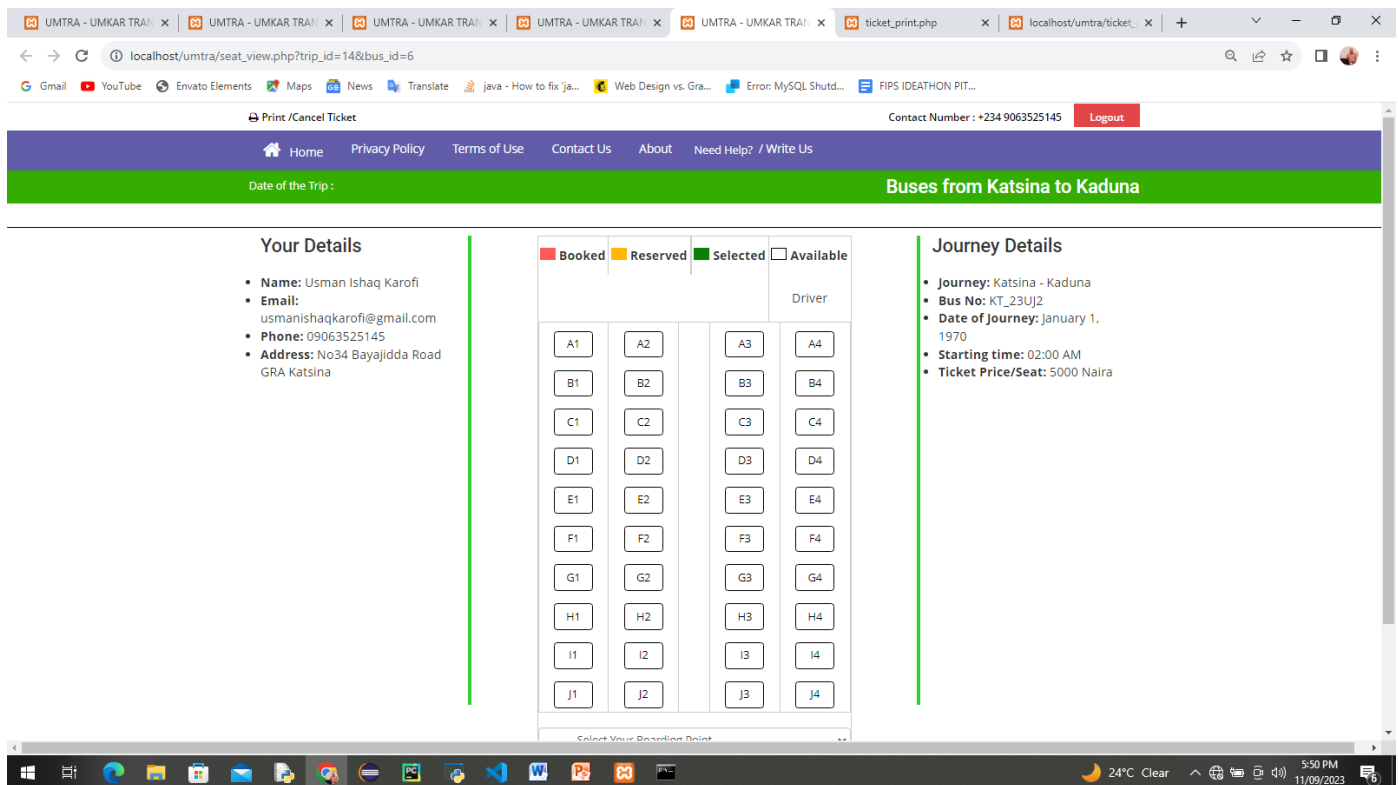 UMTRA - UMKAR TRAN
UMTRA - UMKAR TRAN
UMTRA - UMKAR TRAN
UMTRA - UMKAR TRAN
UMTRA - UMKAR TRAN
ticket_print.php
localhost/umtra/ticket_
localhost/umtra/seat_view.php?trip_id=14&bus_id=6
Gmail
YouTube
Envato Elements
Maps
News
Translate
java - How to fix 'ja...
Web Design vs. Gra...
Error: MySQL Shutd...
FIPS IDEATHON PIT...
Print /Cancel Ticket
Contact Number : +234 9063525145
Logout
Home
Privacy Policy
Terms of Use
Contact Us
About
Need Help? / Write Us
Date of the Trip :
Buses from Katsina to Kaduna
Your Details
Name: Usman Ishaq Karofi
Email:
usmanishaqkarofi@gmail.com
Phone: 09063525145
Address: No34 Bayajidda Road
GRA Katsina
Booked Reserved Selected Available
Driver
A1 A2 A3 A4
B1 B2 B3 B4
C1 C2 C3 C4
D1 D2 D3 D4
E1 E2 E3 E4
F1 F2 F3 F4
G1 G2 G3 G4
H1 H2 H3 H4
I1 I2 I3 I4
J1 J2 J3 J4
Select Your Boarding Point
Journey Details
Journey: Katsina - Kaduna
Bus No: KT_23UJ2
Date of Journey: January 1,
1970
Starting time: 02:00 AM
Ticket Price/Seat: 5000 Naira
24°C Clear
5:50 PM
11/09/2023
6